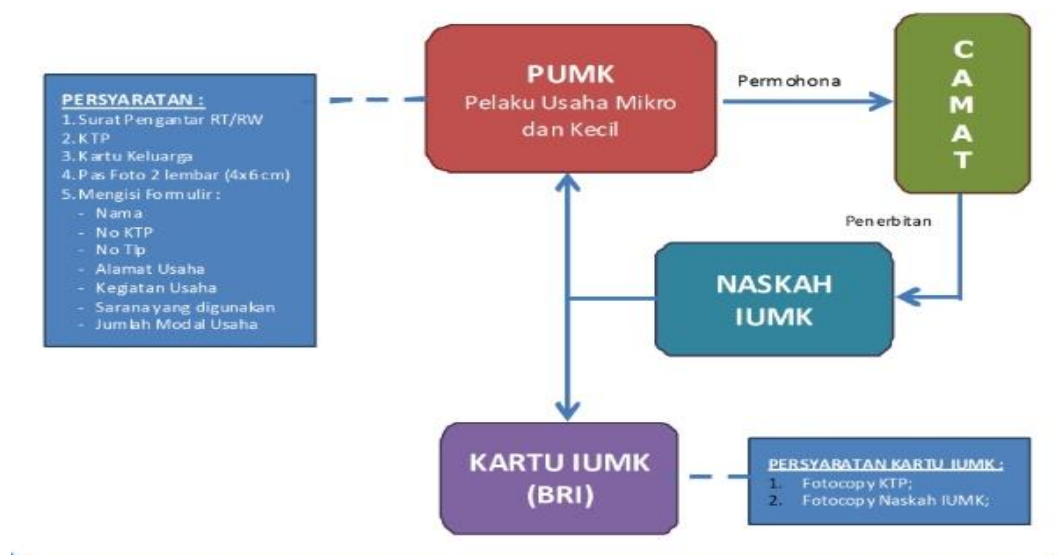 PERSYARATAN :
1. Surat Pengantar RT/RW
2. KTP
3. Kartu Keluarga
4. Pas Foto 2 lembar (4x6 cm)
5. Mengisi Formulir :
- Nama
- No KTP
- No Tlp
- Alamat Usaha
- Kegiatan Usaha
- Sarana yang digunakan
- Jumlah Modal Usaha
PUMK
Pelaku Usaha Mikro
dan Kecil
Permohona
C
A
M
A
T
Penerbitan
NASKAH
IUMK
KARTU IUMK
(BRI)
PERSYARATAN KARTU IUMK :
1. Fotocopy KTP;
2. Fotocopy Naskah IUMK;